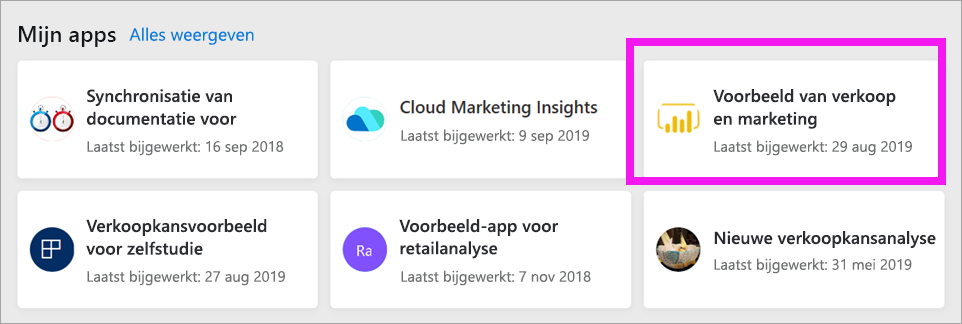 Mijn apps Alles weergeven
Synchronisatie van
documentatie voor
Laatst bijgewerkt: 16 sep 2018
Cloud Marketing Insights
Laatst bijgewerkt: 9 sep 2019
Voorbeeld van verkoop
en marketing
Laatst bijgewerkt: 29 aug 2019
Verkoopkansvoorbeeld
voor zelfstudie
Laatst bijgewerkt: 27 aug 2019
Ra
Voorbeeld-app voor
retailanalyse
Laatst bijgewerkt: 7 nov 2018
Nieuwe verkoopkansanalyse
Laatst bijgewerkt: 31 mei 2019